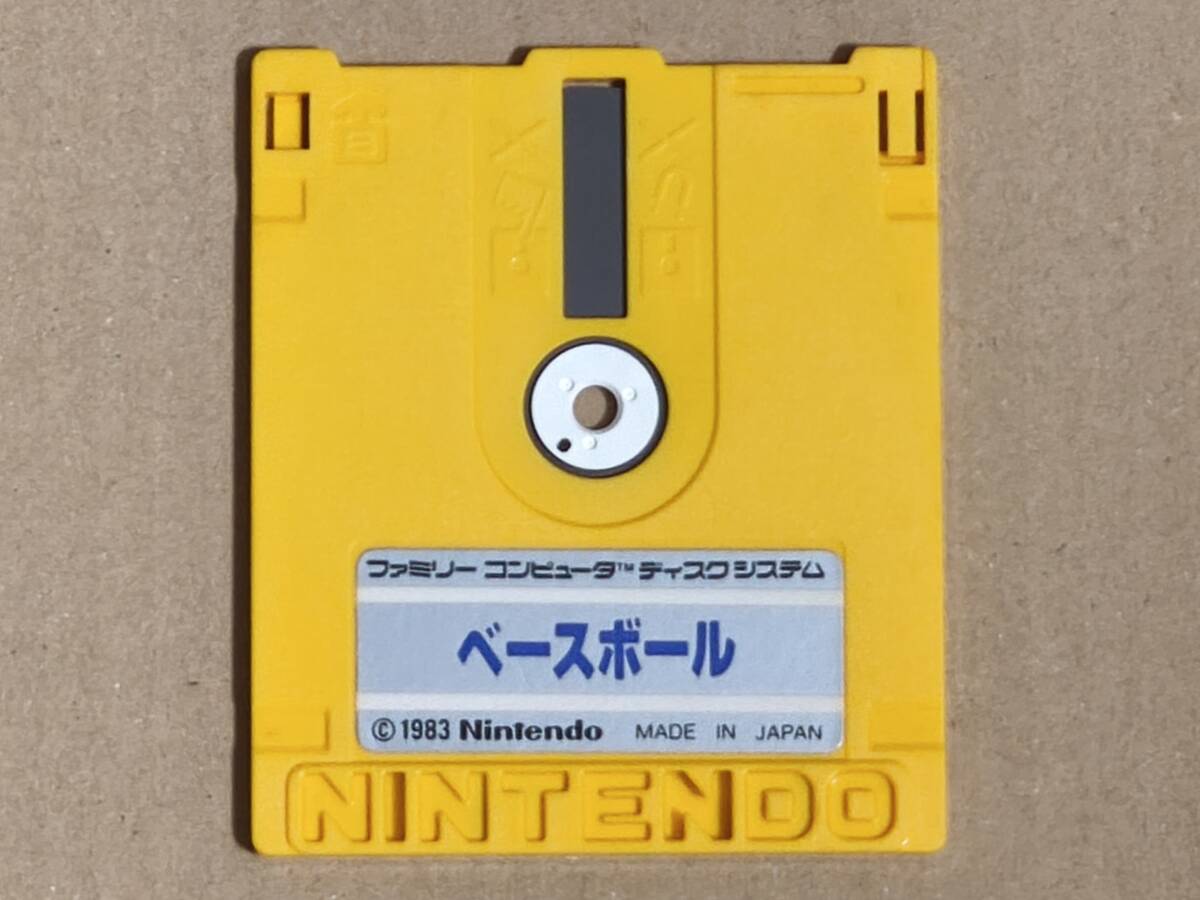 ファミリー コンピュータ™ ディスクシステム
ベースボール
©1983 Nintendo MADE IN JAPAN
NINTENDO